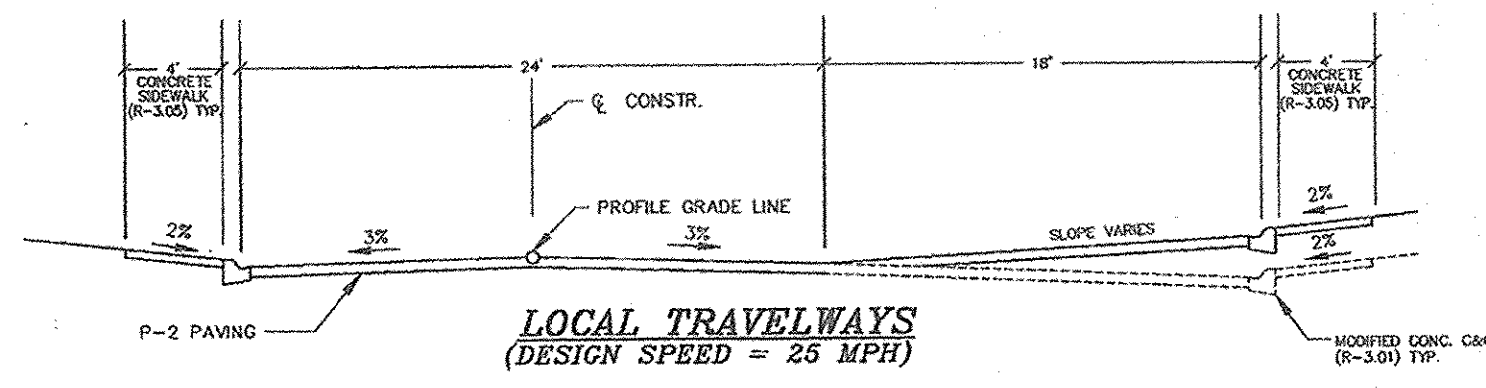 4'
CONCRETE
SIDEWALK
(R-3.05) TYP.
24'
18'
4'
CONCRETE
SIDEWALK
(R-3.05) TYP.
℄ CONSTR.
PROFILE GRADE LINE
2%
3%
3%
SLOPE VARIES
2%
2%
P-2 PAVING
LOCAL TRAVELWAYS
(DESIGN SPEED = 25 MPH)
MODIFIED CONC. C&G
(R-3.01) TYP.